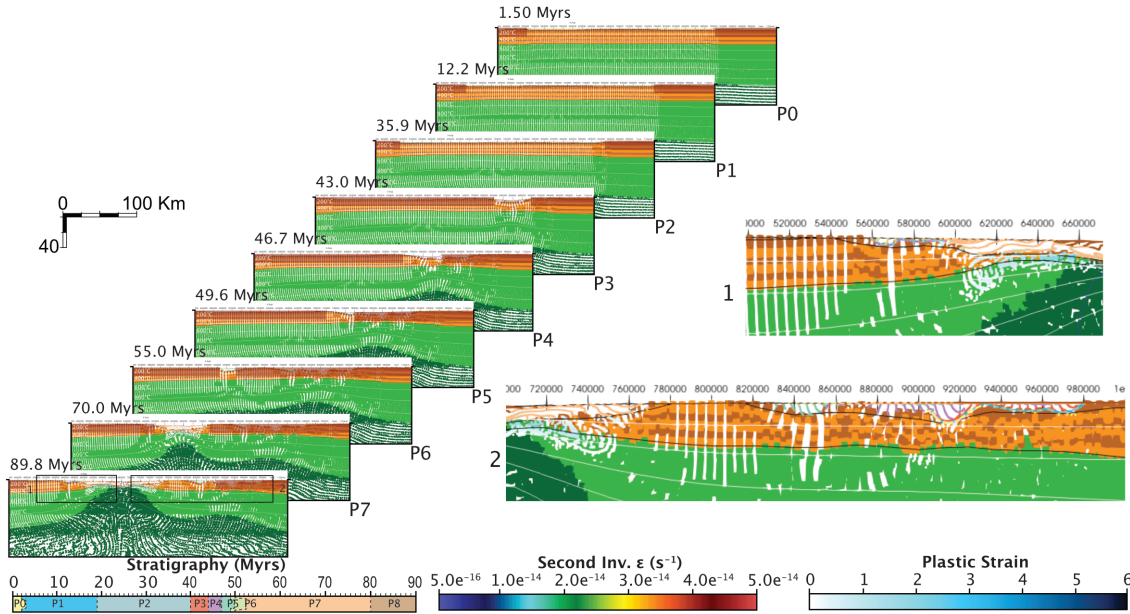 1.50 Myrs
P0
12.2 Myrs
P1
35.9 Myrs
P2
43.0 Myrs
P3
46.7 Myrs
P4
49.6 Myrs
P5
55.0 Myrs
P6
70.0 Myrs
P7
89.8 Myrs
200°C
0 100 Km
40
000 520000 540000 560000 580000 600000 620000 640000 660000
1
000 720000 740000 760000 780000 800000 820000 840000 860000 880000 900000 920000 940000 960000 980000 1e
2
Stratigraphy (Myrs)
0 10 20 30 40 50 60 70 80 90
P0 P1 P2 P3 P4 P5 P6 P7 P8
Second Inv. ε (s⁻¹)
5.0e⁻¹⁶ 1.0e⁻¹⁴ 2.0e⁻¹⁴ 3.0e⁻¹⁴ 4.0e⁻¹⁴ 5.0e⁻¹⁴
Plastic Strain
0 1 2 3 4 5 6